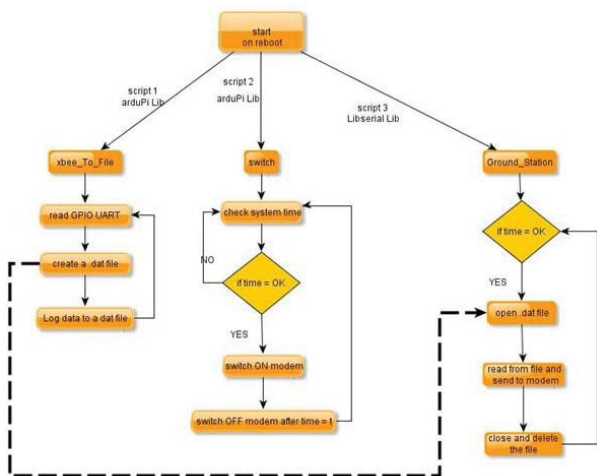 start
on reboot
script 1
arduPi Lib
script 2
arduPi Lib
script 3
Libserial Lib
xbee_To_File
switch
Ground_Station
read GPIO UART
create a .dat file
Log data to a dat file
check system time
NO
if time = OK
YES
switch ON modem
switch OFF modem after time = t
if time = OK
YES
open .dat file
read from file and
send to modem
close and delete
the file